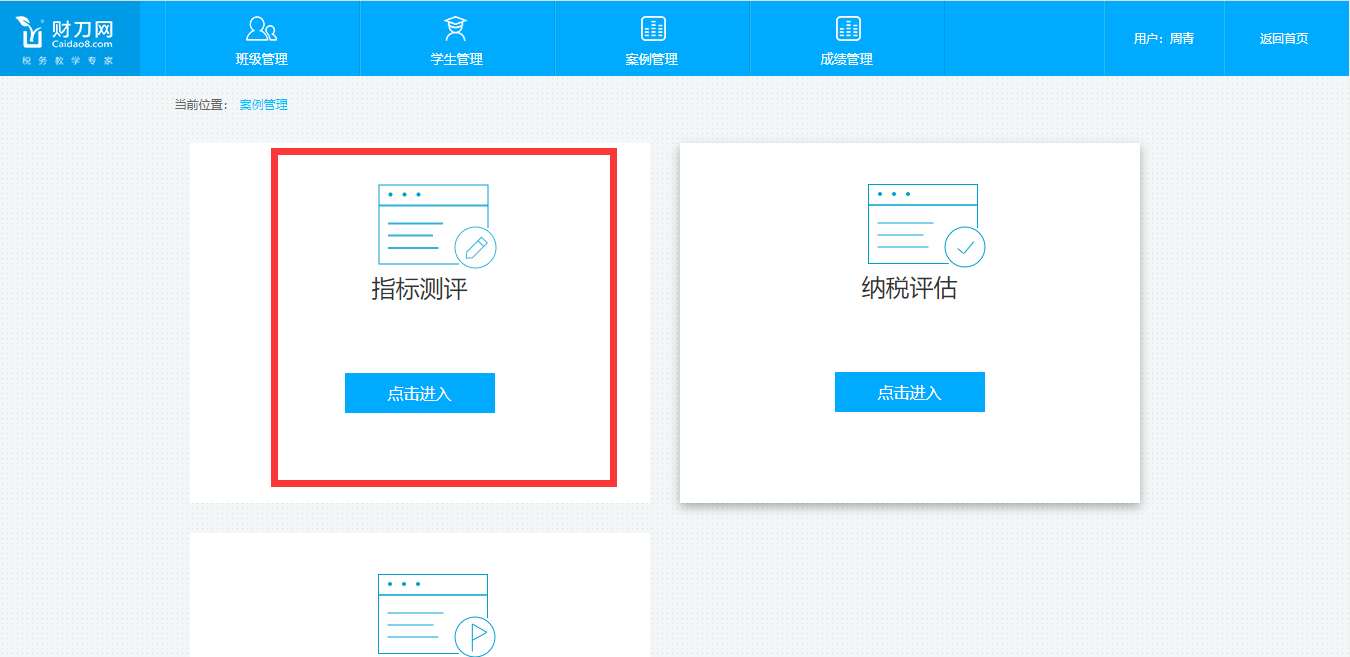 财刀网
Caidao8.com
税务教学专家
班级管理
学生管理
案例管理
成绩管理
用户：周青
返回首页
当前位置： 案例管理
指标测评
点击进入
纳税评估
点击进入